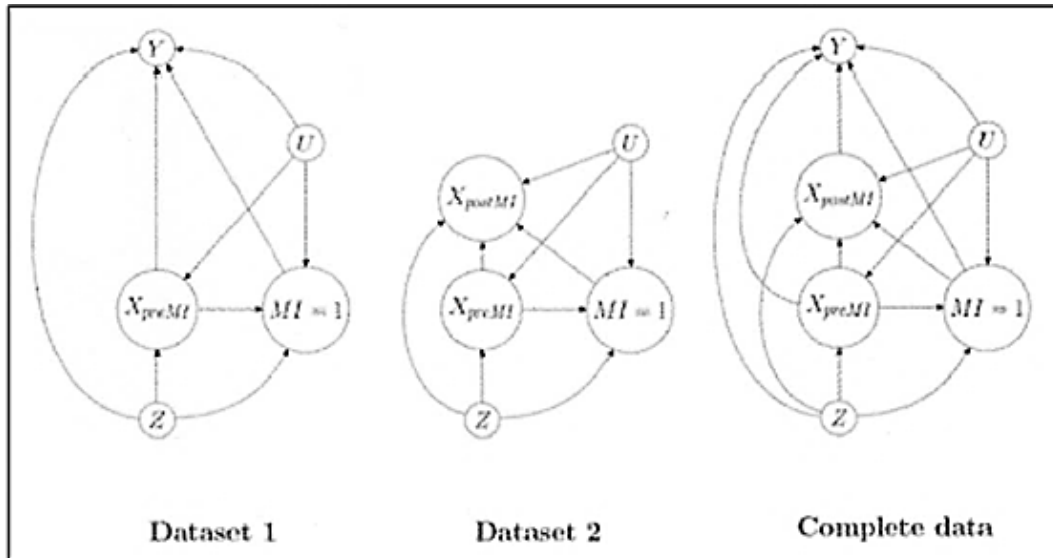 Y
U
X_preMI
MI = 1
Z
Dataset 1
U
X_postMI
X_preMI
MI = 1
Z
Dataset 2
Y
U
X_postMI
X_preMI
MI = 1
Z
Complete data